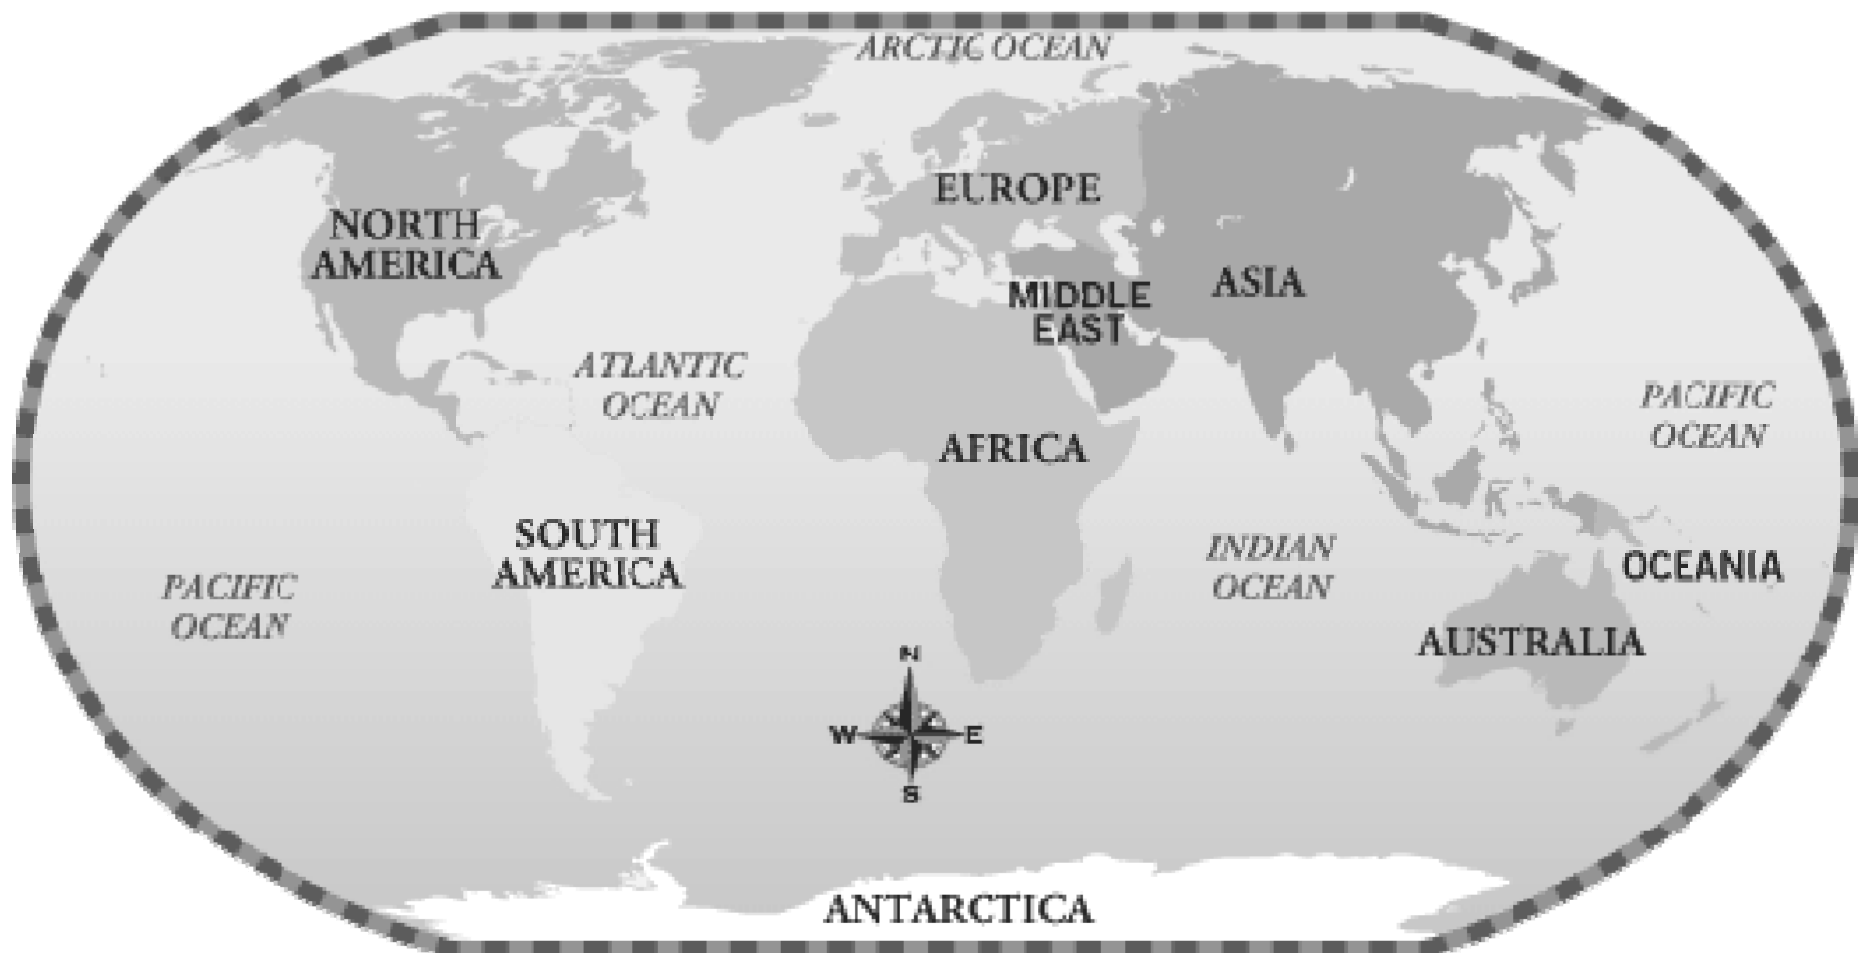 ARCTIC OCEAN
EUROPE
NORTH
AMERICA
ASIA
MIDDLE
EAST
ATLANTIC
OCEAN
PACIFIC
OCEAN
AFRICA
SOUTH
AMERICA
INDIAN
OCEAN
OCEANIA
PACIFIC
OCEAN
AUSTRALIA
N
W
E
S
ANTARCTICA